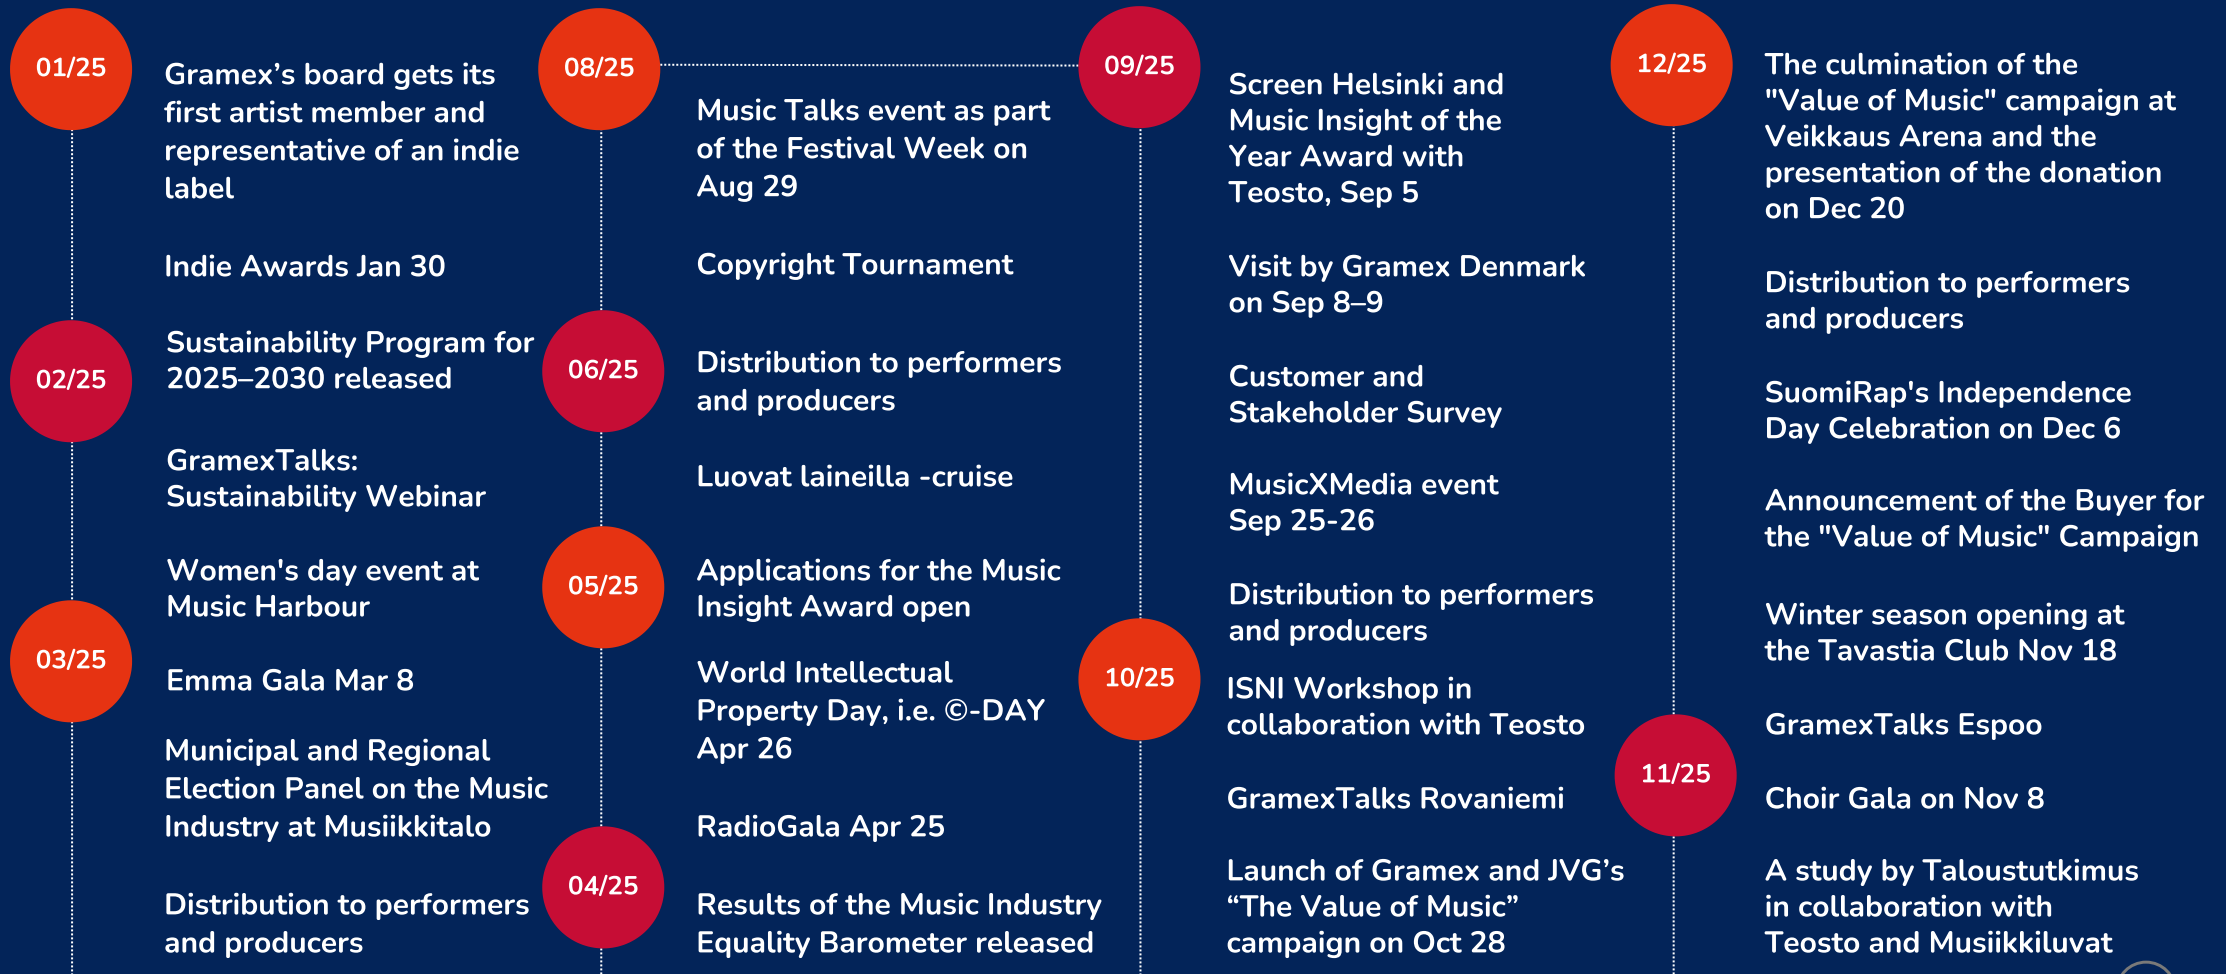 01/25
Gramex’s board gets its
first artist member and
representative of an indie
label
Indie Awards Jan 30
02/25
Sustainability Program for
2025–2030 released
GramexTalks:
Sustainability Webinar
03/25
Women's day event at
Music Harbour
Emma Gala Mar 8
Municipal and Regional
Election Panel on the Music
Industry at Musiikkitalo
Distribution to performers
and producers
08/25
Music Talks event as part
of the Festival Week on
Aug 29
Copyright Tournament
06/25
Distribution to performers
and producers
Luovat laineilla -cruise
05/25
Applications for the Music
Insight Award open
World Intellectual
Property Day, i.e. ©-DAY
Apr 26
RadioGala Apr 25
04/25
Results of the Music Industry
Equality Barometer released
09/25
Screen Helsinki and
Music Insight of the
Year Award with
Teosto, Sep 5
Visit by Gramex Denmark
on Sep 8–9
Customer and
Stakeholder Survey
MusicXMedia event
Sep 25-26
Distribution to performers
and producers
10/25
ISNI Workshop in
collaboration with Teosto
GramexTalks Rovaniemi
Launch of Gramex and JVG’s
“The Value of Music”
campaign on Oct 28
12/25
The culmination of the
"Value of Music" campaign at
Veikkaus Arena and the
presentation of the donation
on Dec 20
Distribution to performers
and producers
SuomiRap's Independence
Day Celebration on Dec 6
Announcement of the Buyer for
the "Value of Music" Campaign
Winter season opening at
the Tavastia Club Nov 18
11/25
GramexTalks Espoo
Choir Gala on Nov 8
A study by Taloustutkimus
in collaboration with
Teosto and Musiikkiluvat